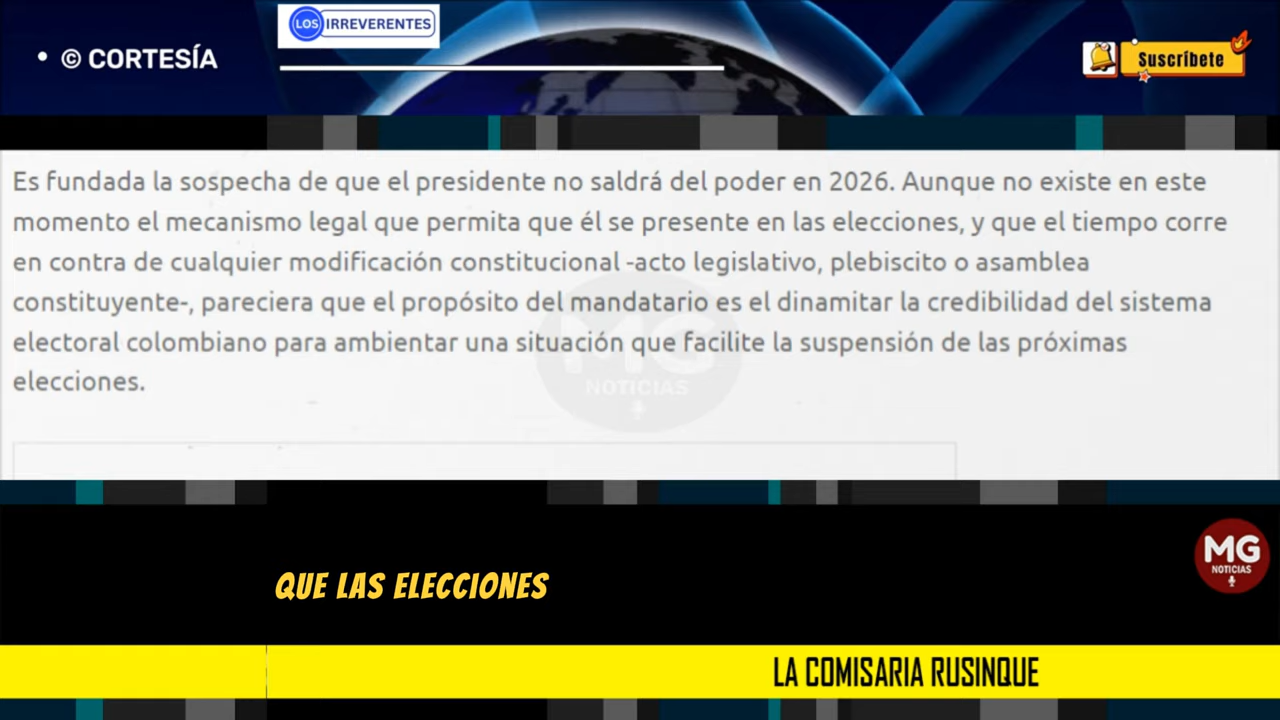 LOS IRREVERENTES
• © CORTESÍA
Suscríbete
Es fundada la sospecha de que el presidente no saldrá del poder en 2026. Aunque no existe en este
momento el mecanismo legal que permita que él se presente en las elecciones, y que el tiempo corre
en contra de cualquier modificación constitucional -acto legislativo, plebiscito o asamblea
constituyente-, pareciera que el propósito del mandatario es el dinamitar la credibilidad del sistema
electoral colombiano para ambientar una situación que facilite la suspensión de las próximas
elecciones.
MG
NOTICIAS
QUE LAS ELECCIONES
MG
NOTICIAS
LA COMISARIA RUSINQUE